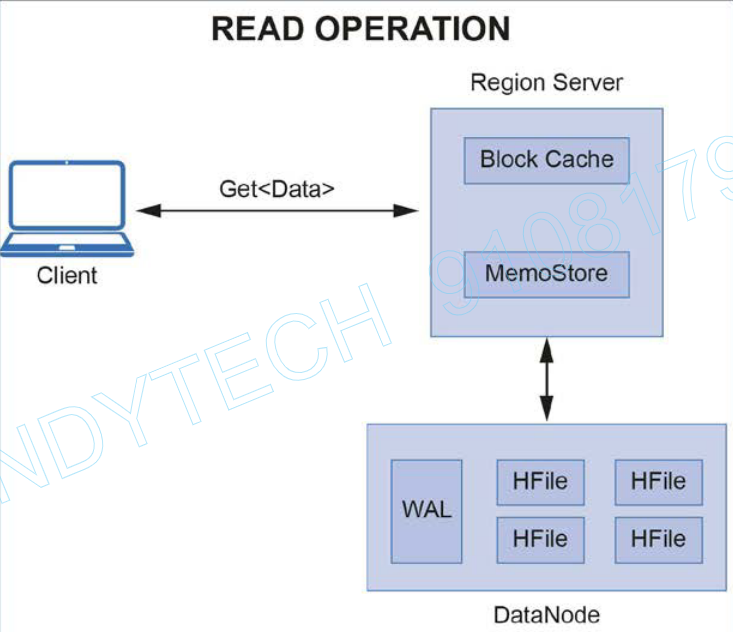 READ OPERATION
Region Server
Block Cache
Get<Data>
Client
MemoStore
NDYTECH 9108179
WAL
HFile HFile
HFile HFile
DataNode